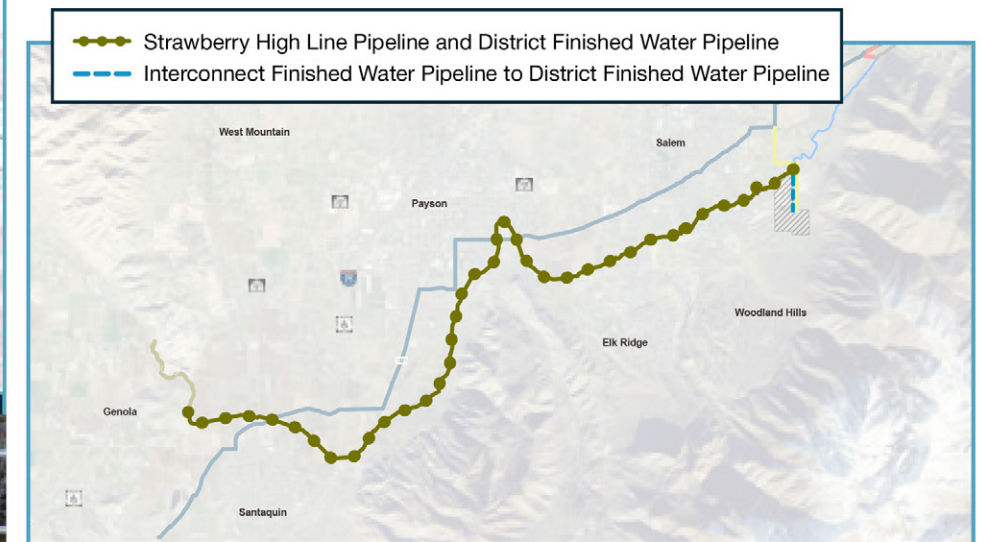 Strawberry High Line Pipeline and District Finished Water Pipeline
Interconnect Finished Water Pipeline to District Finished Water Pipeline
West Mountain
Salem
Payson
Woodland Hills
Elk Ridge
Genola
Santaquin